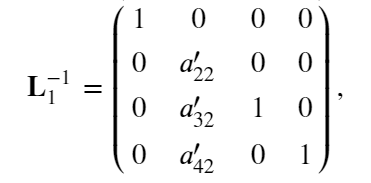 L₁⁻¹ = ( 1 0 0 0
0 a′₂₂ 0 0
0 a′₃₂ 1 0
0 a′₄₂ 0 1 ),